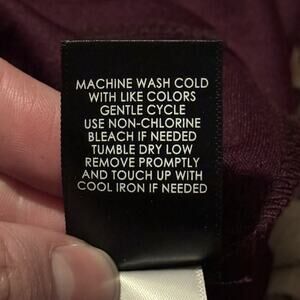 MACHINE WASH COLD
WITH LIKE COLORS
GENTLE CYCLE
USE NON-CHLORINE
BLEACH IF NEEDED
TUMBLE DRY LOW
REMOVE PROMPTLY
AND TOUCH UP WITH
COOL IRON IF NEEDED